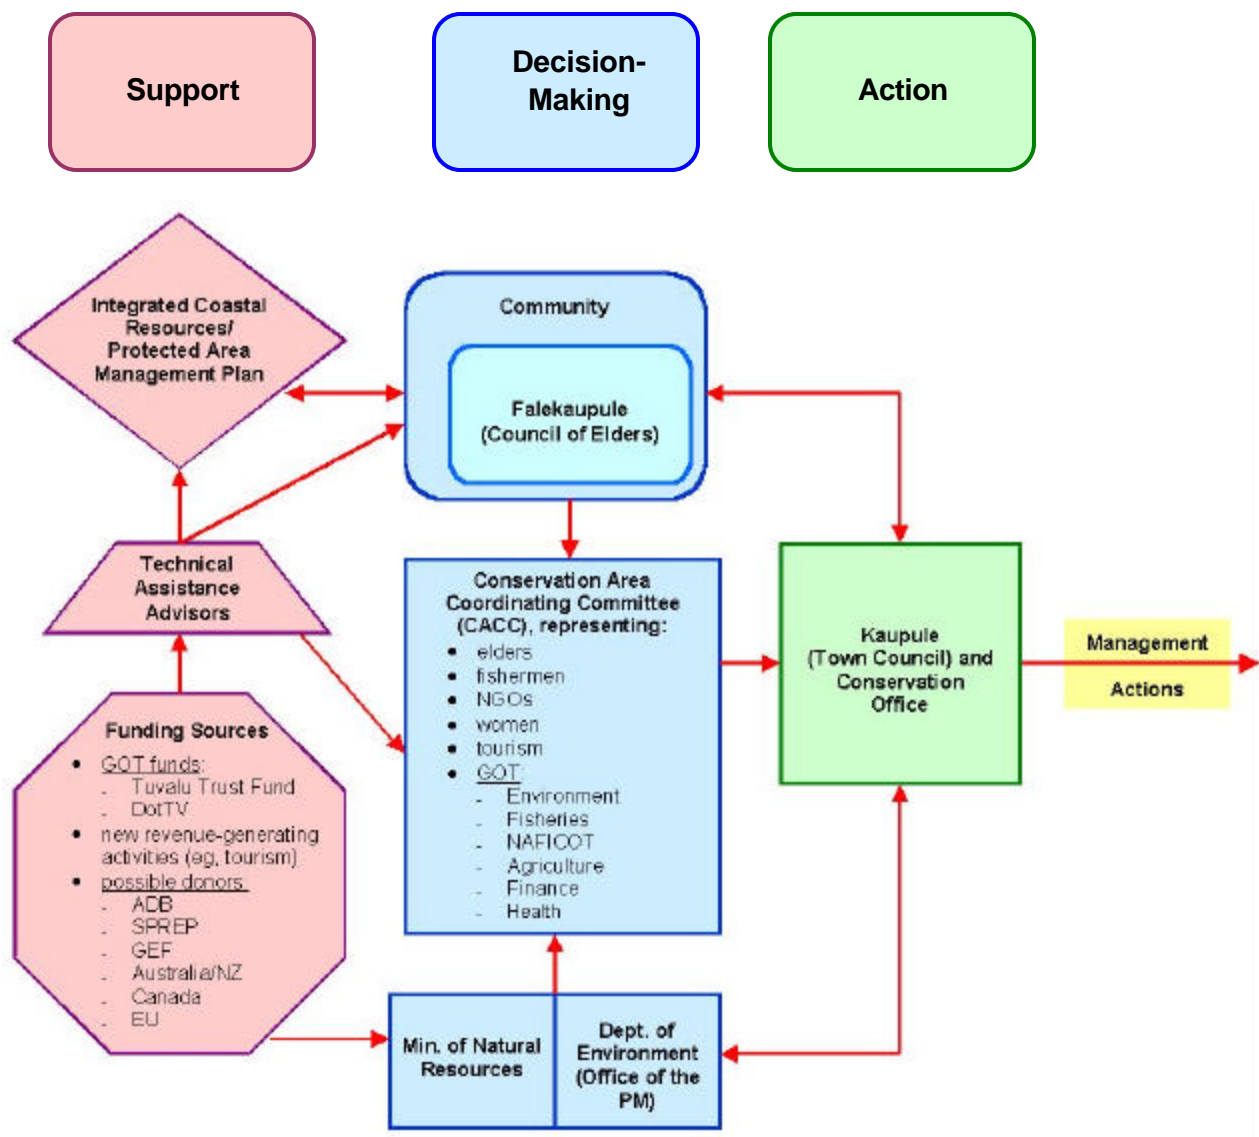 Support
Decision-
Making
Action
Integrated Coastal
Resources/
Protected Area
Management Plan
Community
Falekaupule
(Council of Elders)
Technical
Assistance
Advisors
Conservation Area
Coordinating Committee
(CACC), representing:
• elders
• fishermen
• NGOs
• women
• tourism
• GOT:
- Environment
- Fisheries
- NAFICOT
- Agriculture
- Finance
- Health
Kaupule
(Town Council) and
Conservation
Office
Management
Actions
Funding Sources
• GOT funds:
- Tuvalu Trust Fund
- DotTV
• new revenue-generating
activities (eg, tourism)
• possible donors:
- ADB
- SPREP
- GEF
- Australia/NZ
- Canada
- EU
Min. of Natural
Resources
Dept. of
Environment
(Office of the
PM)